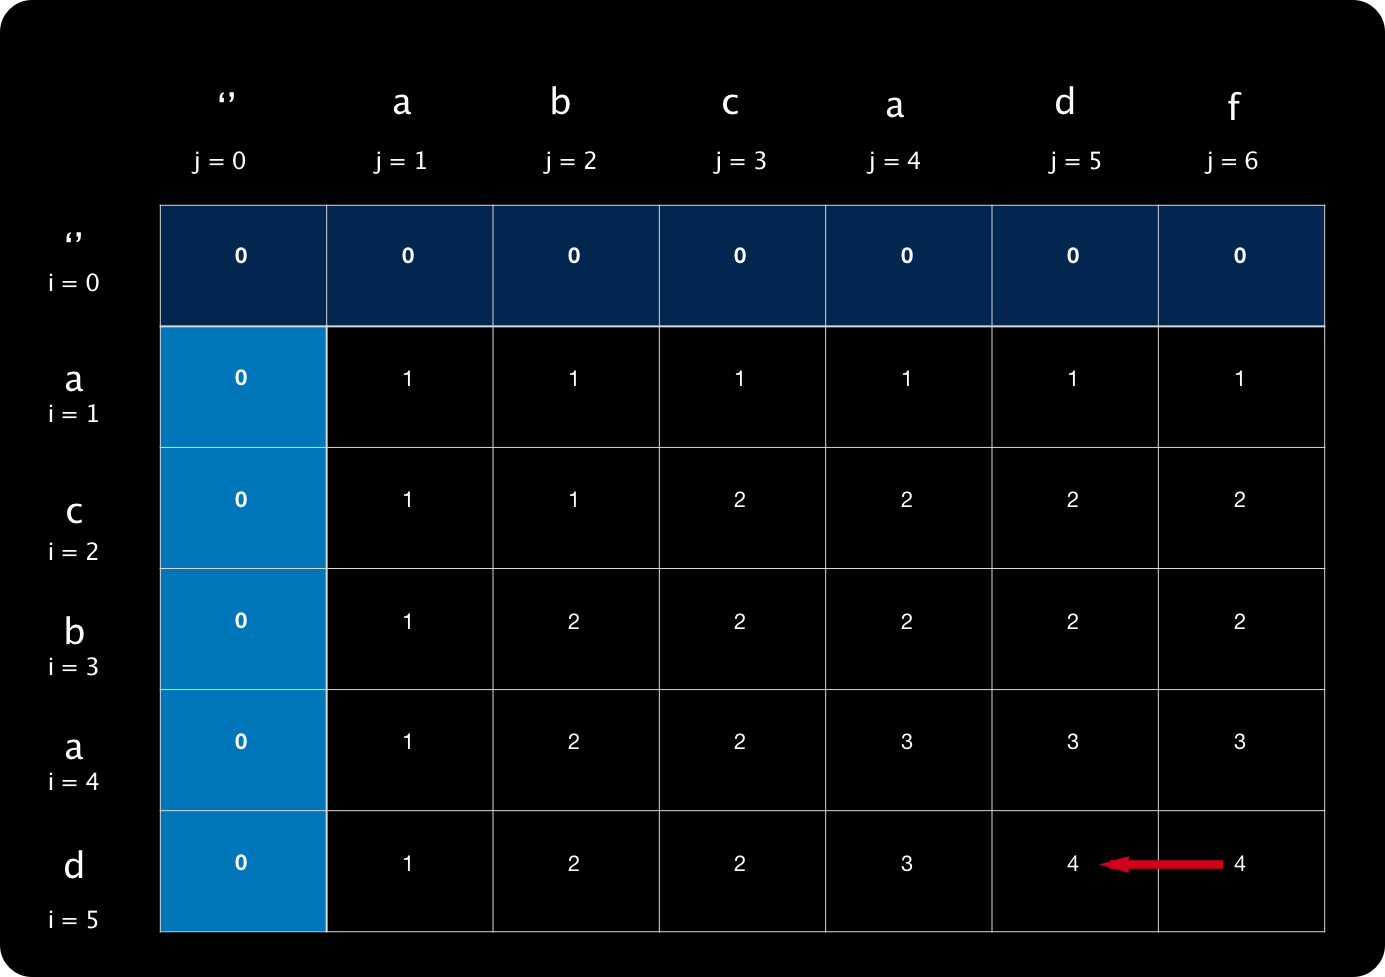 ‘’ a b c a d f
j = 0 j = 1 j = 2 j = 3 j = 4 j = 5 j = 6
‘’
i = 0
0 0 0 0 0 0 0
a
i = 1
0 1 1 1 1 1 1
c
i = 2
0 1 1 2 2 2 2
b
i = 3
0 1 2 2 2 2 2
a
i = 4
0 1 2 2 3 3 3
d
i = 5
0 1 2 2 3 4 4